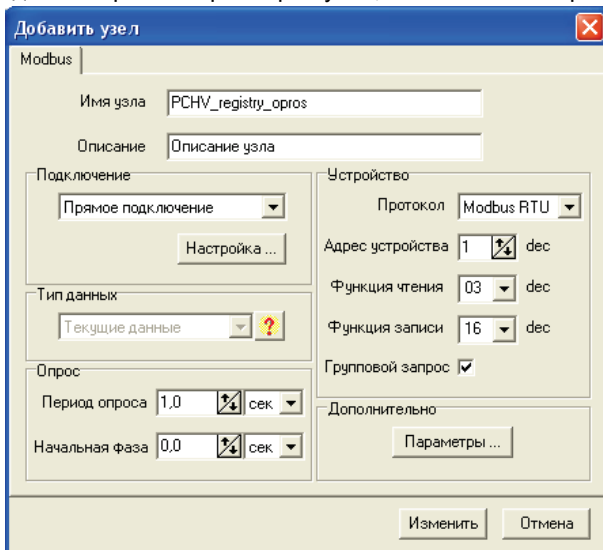 Добавить узел
Modbus
Имя узла PCHV_registry_opros
Описание Описание узла
Подключение
Прямое подключение
Настройка ...
Тип данных
Текущие данные ?
Опрос
Период опроса 1,0 сек
Начальная фаза 0,0 сек
Устройство
Протокол Modbus RTU
Адрес устройства 1 dec
Функция чтения 03 dec
Функция записи 16 dec
Групповой запрос
Дополнительно
Параметры ...
Изменить Отмена